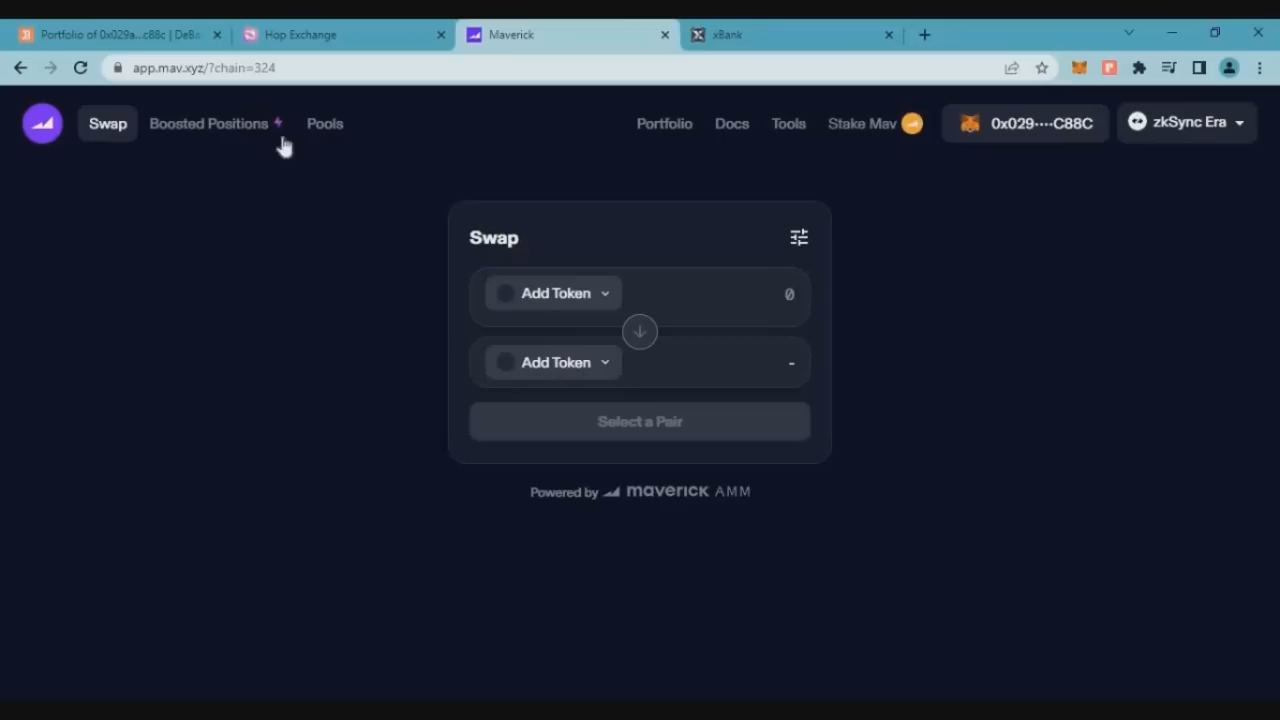 Portfolio of 0x029a...c88c | DeBa
Hop Exchange
Maverick
xBank
app.mav.xyz/?chain=324
Swap
Boosted Positions
Pools
Portfolio
Docs
Tools
Stake Mav
0x029····C88C
zkSync Era
Swap
Add Token
0
Add Token
-
Select a Pair
Powered by maverick AMM